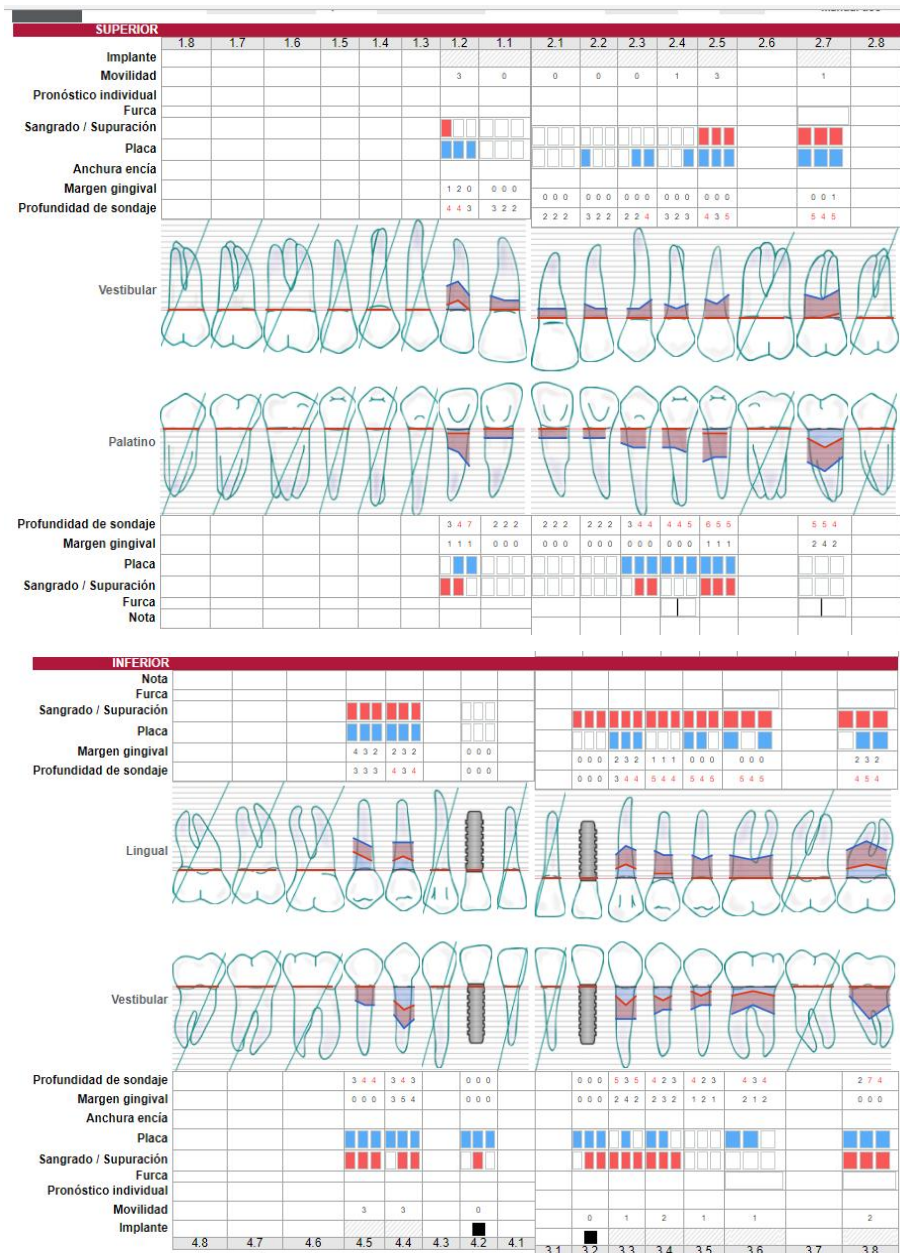 SUPERIOR
1.8 1.7 1.6 1.5 1.4 1.3 1.2 1.1 2.1 2.2 2.3 2.4 2.5 2.6 2.7 2.8
Implante
Movilidad 3 0 0 0 0 1 3 1
Pronóstico individual
Furca
Sangrado / Supuración
Placa
Anchura encía
Margen gingival 1 2 0 0 0 0 0 0 0 0 0 0 0 0 0 0 0 0 0 0 0 0 0 1
Profundidad de sondaje 4 4 3 3 2 2 2 2 2 3 2 2 2 2 4 3 2 3 4 3 5 5 4 5
Vestibular
Palatino
Profundidad de sondaje 3 4 7 2 2 2 2 2 2 2 2 2 3 4 4 4 4 5 6 5 5 5 5 4
Margen gingival 1 1 1 0 0 0 0 0 0 0 0 0 0 0 0 0 0 0 1 1 1 2 4 2
Placa
Sangrado / Supuración
Furca
Nota
INFERIOR
Nota
Furca
Sangrado / Supuración
Placa
Margen gingival 4 3 2 2 3 2 0 0 0 0 0 0 2 3 2 1 1 1 0 0 0 0 0 0 2 3 2
Profundidad de sondaje 3 3 3 4 3 4 0 0 0 0 0 0 3 4 4 5 4 4 5 4 5 5 4 5 4 5 4
Lingual
Vestibular
Profundidad de sondaje 3 4 4 3 4 3 0 0 0 0 0 0 5 3 5 4 2 3 4 2 3 4 3 4 2 7 4
Margen gingival 0 0 0 3 5 4 0 0 0 0 0 0 2 4 2 2 3 2 1 2 1 2 1 2 0 0 0
Anchura encía
Placa
Sangrado / Supuración
Furca
Pronóstico individual
Movilidad 3 3 0 0 1 2 1 1 2
Implante
4.8 4.7 4.6 4.5 4.4 4.3 4.2 4.1 3.1 3.2 3.3 3.4 3.5 3.6 3.7 3.8